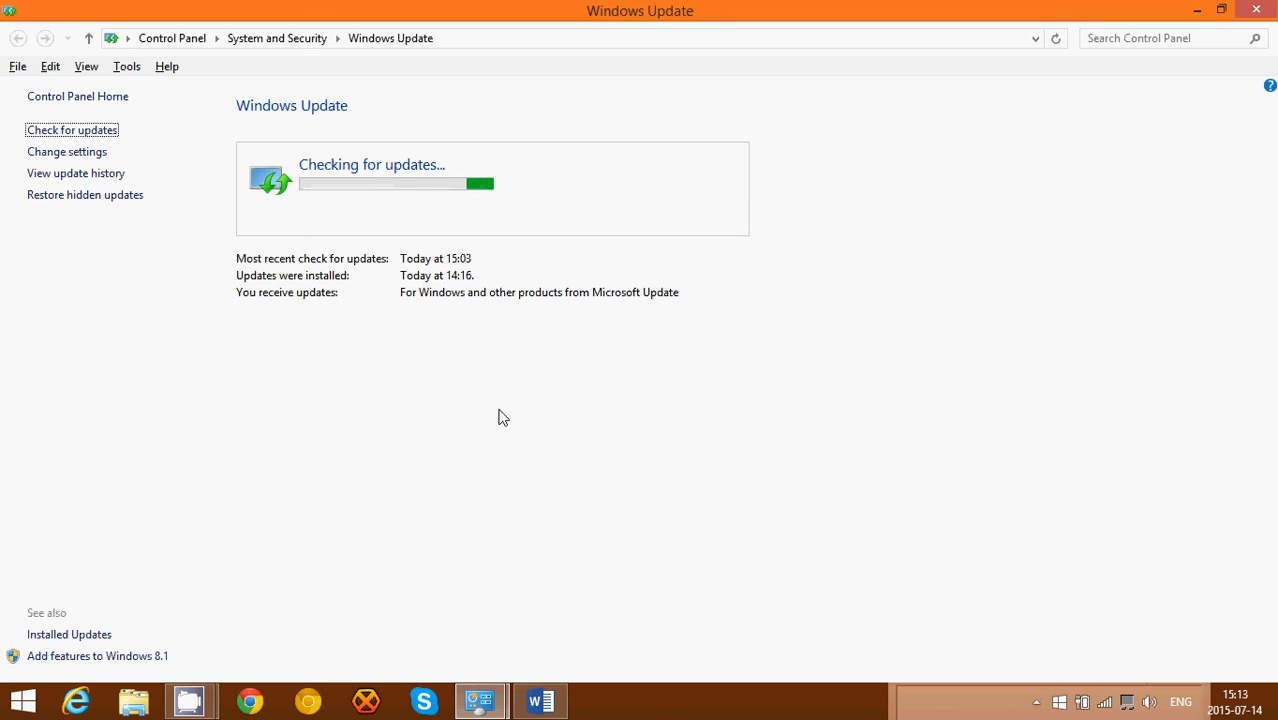 Windows Update
Control Panel System and Security Windows Update Search Control Panel
File Edit View Tools Help
Control Panel Home
Check for updates
Change settings
View update history
Restore hidden updates
Windows Update
Checking for updates...
Most recent check for updates: Today at 15:03
Updates were installed: Today at 14:16.
You receive updates: For Windows and other products from Microsoft Update
See also
Installed Updates
Add features to Windows 8.1
ENG
15:13
2015-07-14